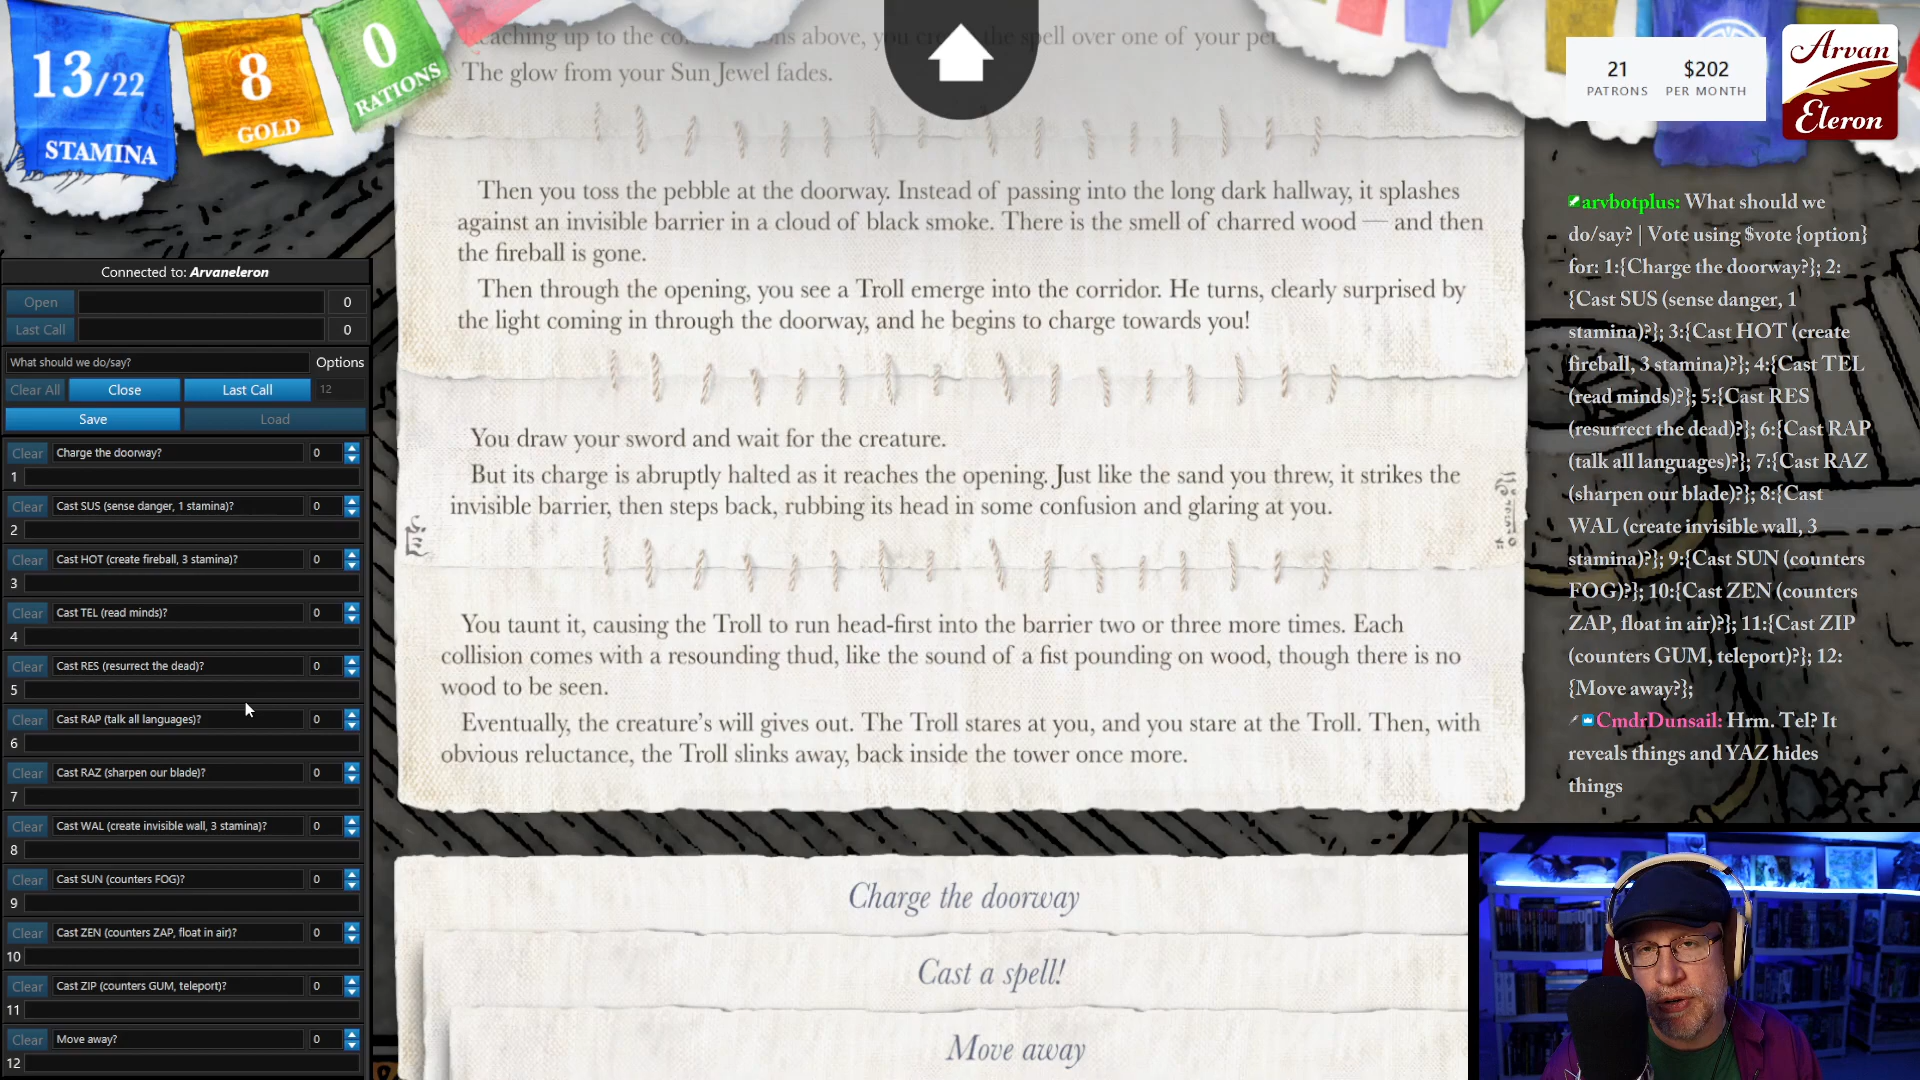 13/22
STAMINA
8
GOLD
0
RATIONS
21
PATRONS
$202
PER MONTH
Arvan
Eleron
The glow from your Sun Jewel fades.
Then you toss the pebble at the doorway. Instead of passing into the long dark hallway, it splashes
against an invisible barrier in a cloud of black smoke. There is the smell of charred wood — and then
the fireball is gone.
Then through the opening, you see a Troll emerge into the corridor. He turns, clearly surprised by
the light coming in through the doorway, and he begins to charge towards you!
You draw your sword and wait for the creature.
But its charge is abruptly halted as it reaches the opening. Just like the sand you threw, it strikes the
invisible barrier, then steps back, rubbing its head in some confusion and glaring at you.
You taunt it, causing the Troll to run head-first into the barrier two or three more times. Each
collision comes with a resounding thud, like the sound of a fist pounding on wood, though there is no
wood to be seen.
Eventually, the creature's will gives out. The Troll stares at you, and you stare at the Troll. Then, with
obvious reluctance, the Troll slinks away, back inside the tower once more.
Charge the doorway
Cast a spell!
Move away
Connected to: Arvaneleron
Open 0
Last Call 0
What should we do/say? Options
Clear All Close Last Call 12
Save Load
Clear Charge the doorway? 0
1
Clear Cast SUS (sense danger, 1 stamina)? 0
2
Clear Cast HOT (create fireball, 3 stamina)? 0
3
Clear Cast TEL (read minds)? 0
4
Clear Cast RES (resurrect the dead)? 0
5
Clear Cast RAP (talk all languages)? 0
6
Clear Cast RAZ (sharpen our blade)? 0
7
Clear Cast WAL (create invisible wall, 3 stamina)? 0
8
Clear Cast SUN (counters FOG)? 0
9
Clear Cast ZEN (counters ZAP, float in air)? 0
10
Clear Cast ZIP (counters GUM, teleport)? 0
11
Clear Move away? 0
12
arvbotplus: What should we
do/say? | Vote using $vote {option}
for: 1:{Charge the doorway?}; 2:
{Cast SUS (sense danger, 1
stamina)?}; 3:{Cast HOT (create
fireball, 3 stamina)?}; 4:{Cast TEL
(read minds)?}; 5:{Cast RES
(resurrect the dead)?}; 6:{Cast RAP
(talk all languages)?}; 7:{Cast RAZ
(sharpen our blade)?}; 8:{Cast
WAL (create invisible wall, 3
stamina)?}; 9:{Cast SUN (counters
FOG)?}; 10:{Cast ZEN (counters
ZAP, float in air)?}; 11:{Cast ZIP
(counters GUM, teleport)?}; 12:
{Move away?};
CmdrDunsail: Hrm. Tel? It
reveals things and YAZ hides
things